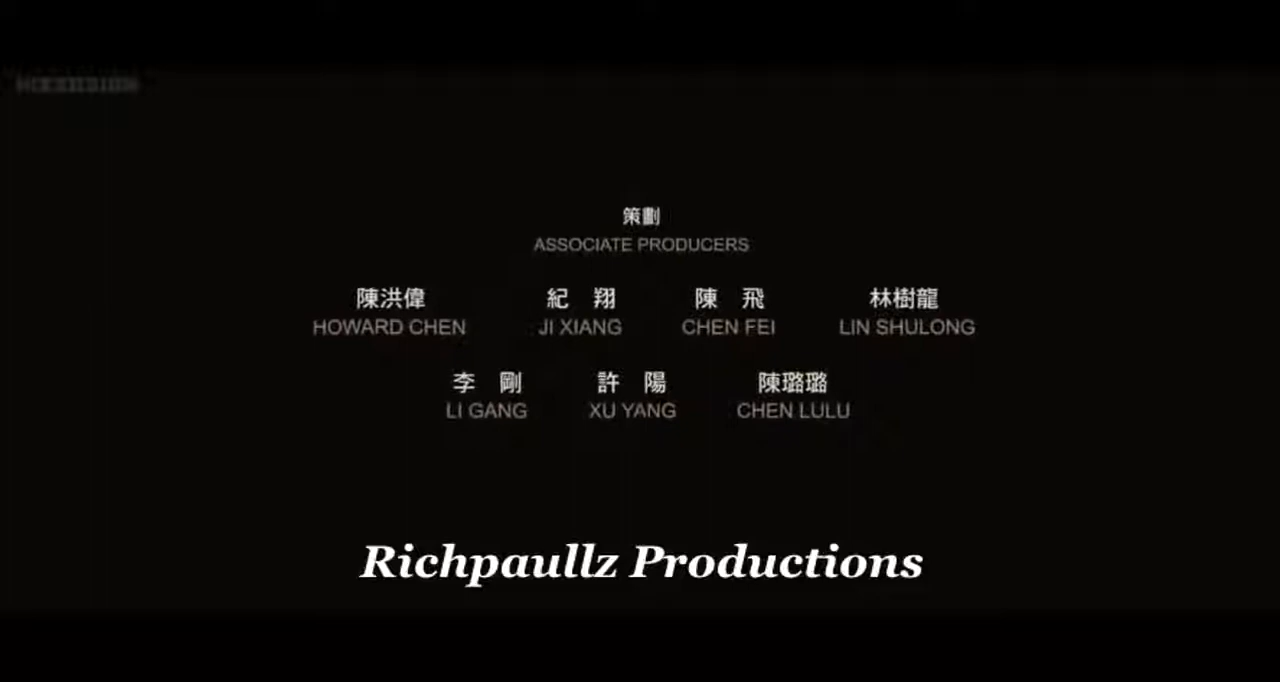 策劃
ASSOCIATE PRODUCERS
陳洪偉 紀 翔 陳 飛 林樹龍
HOWARD CHEN JI XIANG CHEN FEI LIN SHULONG
李 剛 許 陽 陳璐璐
LI GANG XU YANG CHEN LULU
Richpaullz Productions